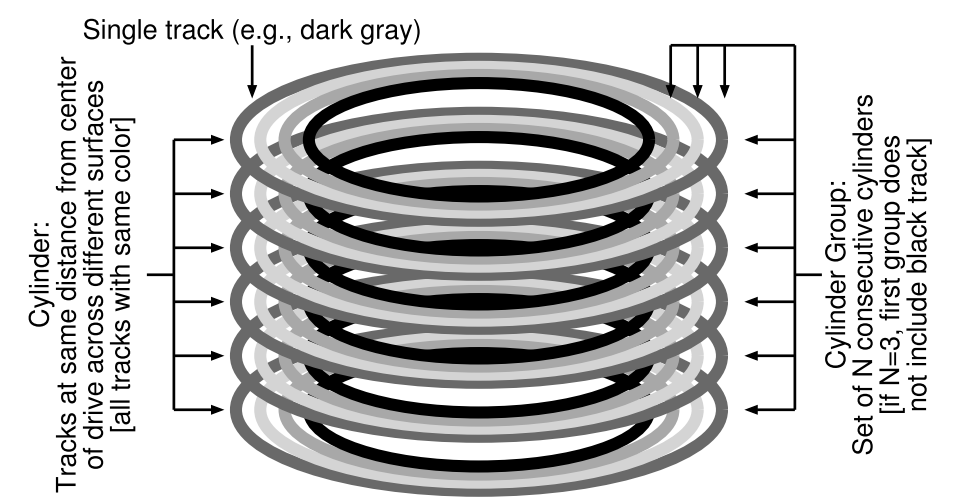 Single track (e.g., dark gray)
Cylinder:
Tracks at same distance from center
of drive across different surfaces
[all tracks with same color]
Cylinder Group:
Set of N consecutive cylinders
[if N=3, first group does
not include black track]